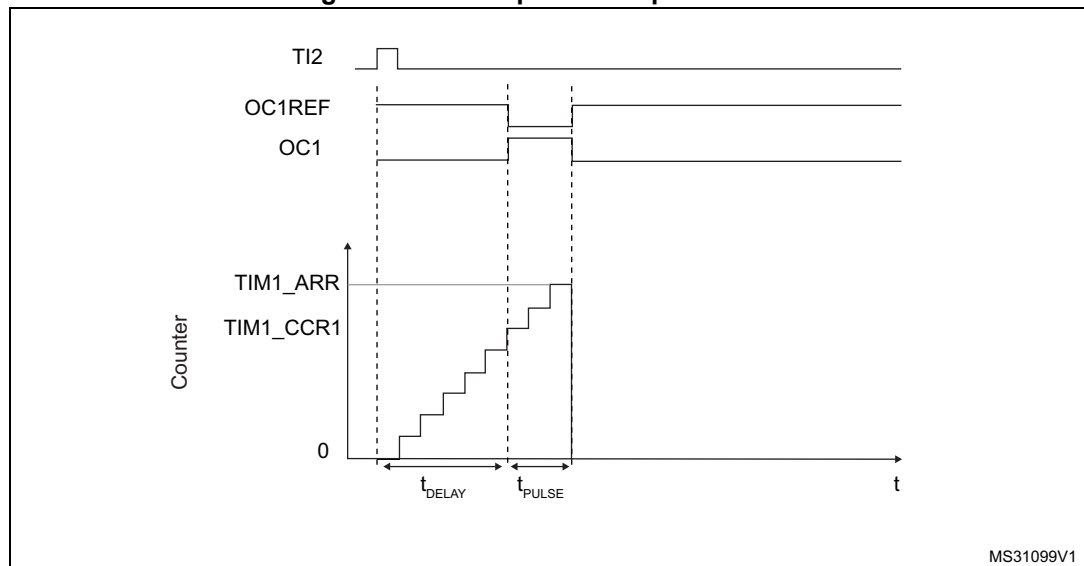 TI2
OC1REF
OC1
TIM1_ARR
TIM1_CCR1
Counter
0
tDELAY
tPULSE
t
MS31099V1